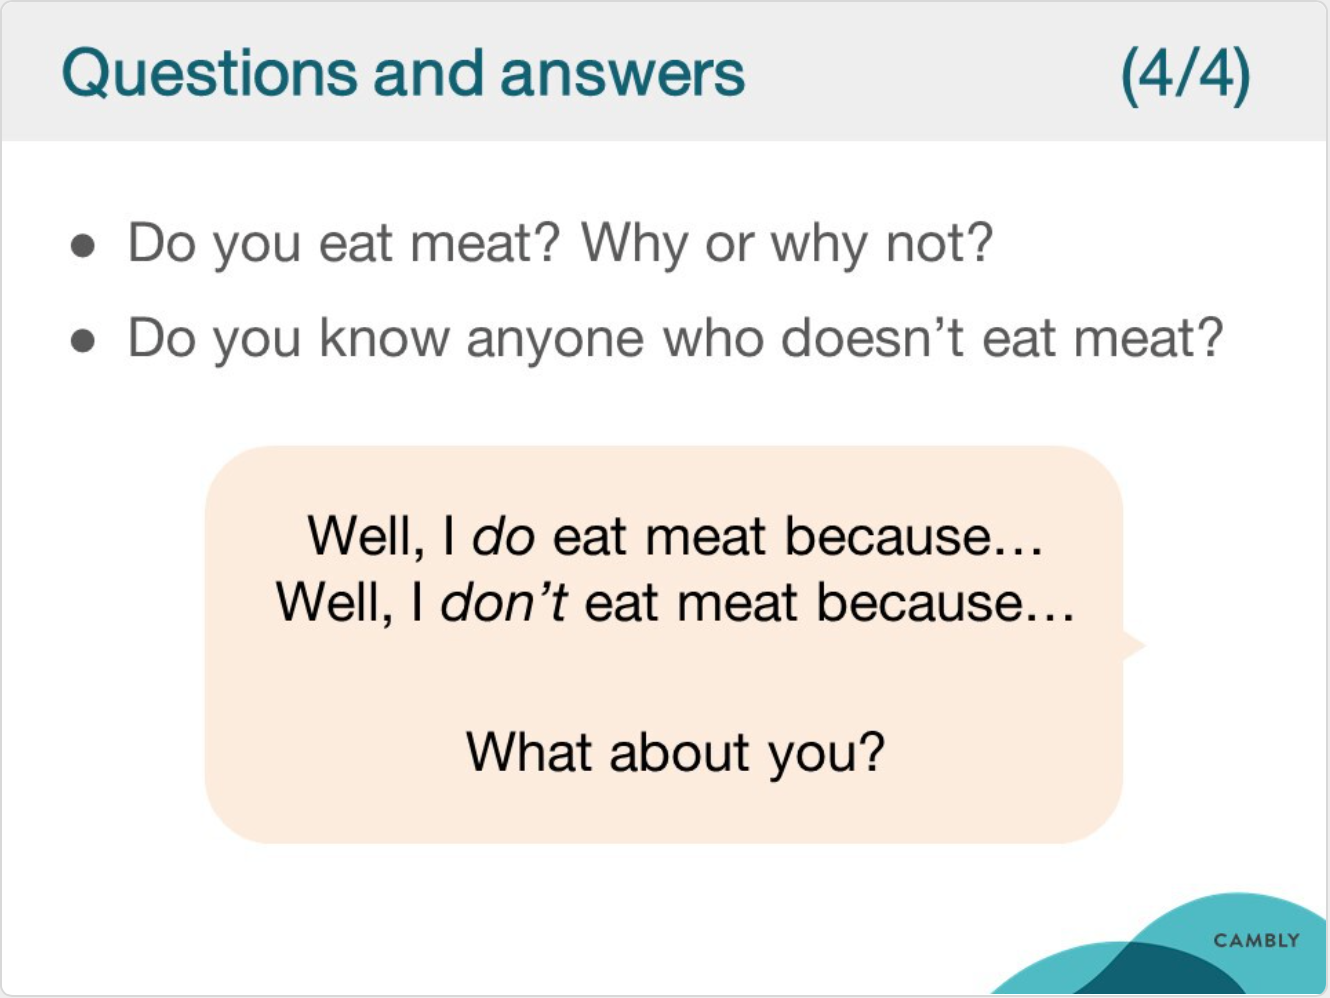 Questions and answers (4/4)
● Do you eat meat? Why or why not?
● Do you know anyone who doesn’t eat meat?
Well, I do eat meat because…
Well, I don’t eat meat because…
What about you?
CAMBLY